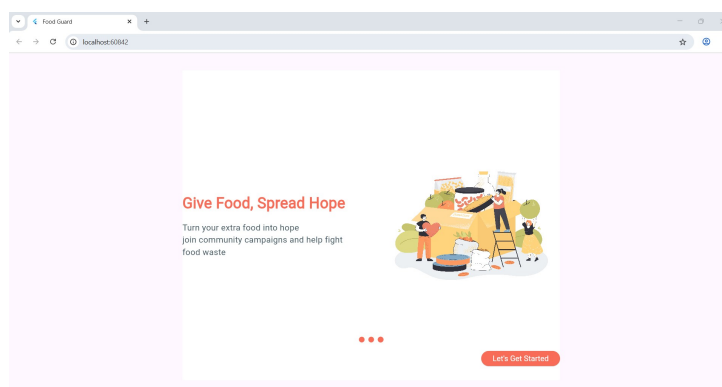 Food Guard
localhost:60842
Give Food, Spread Hope
Turn your extra food into hope
join community campaigns and help fight
food waste
Let's Get Started